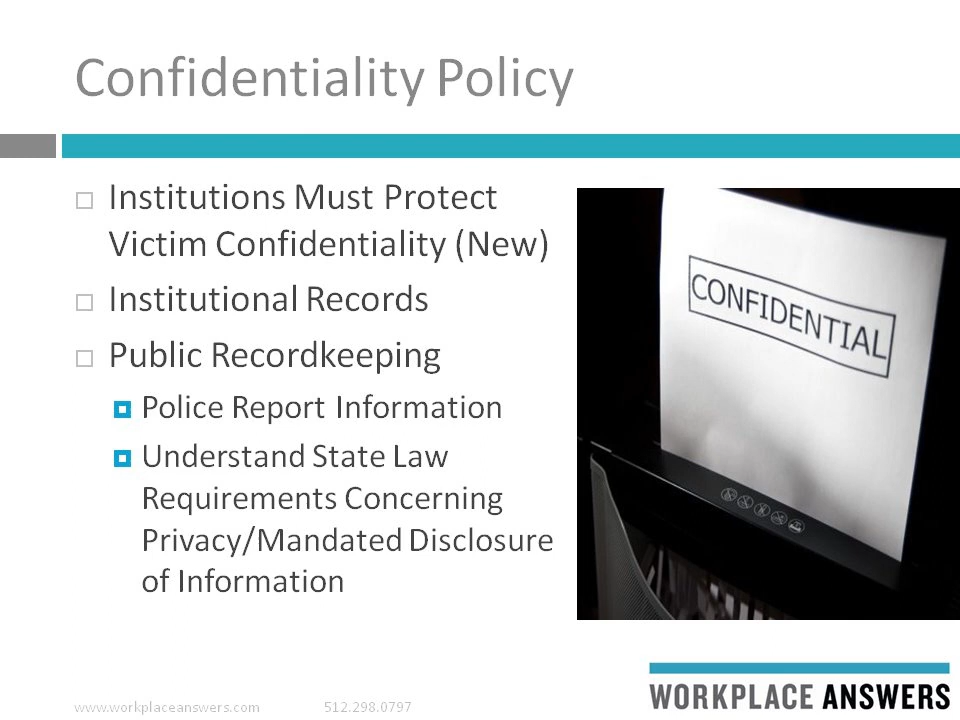 Confidentiality Policy
Institutions Must Protect
Victim Confidentiality (New)
Institutional Records
Public Recordkeeping
Police Report Information
Understand State Law
Requirements Concerning
Privacy/Mandated Disclosure
of Information
CONFIDENTIAL
www.workplaceanswers.com 512.298.0797
WORKPLACE ANSWERS